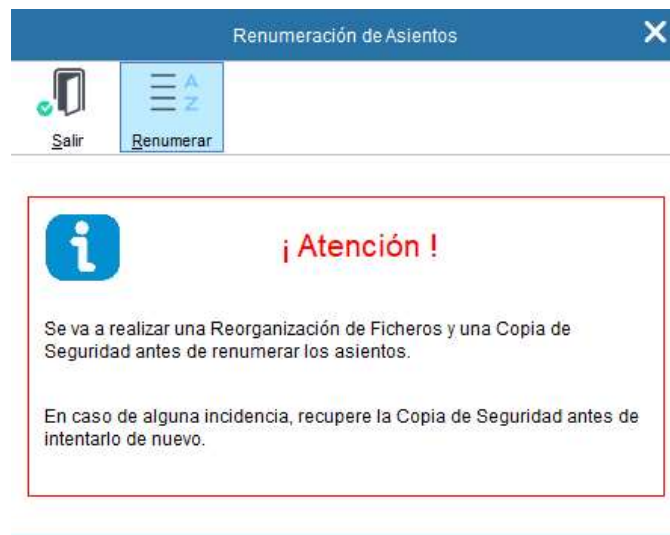 Renumeración de Asientos
Salir
Renumerar
A
Z
¡ Atención !
Se va a realizar una Reorganización de Ficheros y una Copia de
Seguridad antes de renumerar los asientos.
En caso de alguna incidencia, recupere la Copia de Seguridad antes de
intentarlo de nuevo.